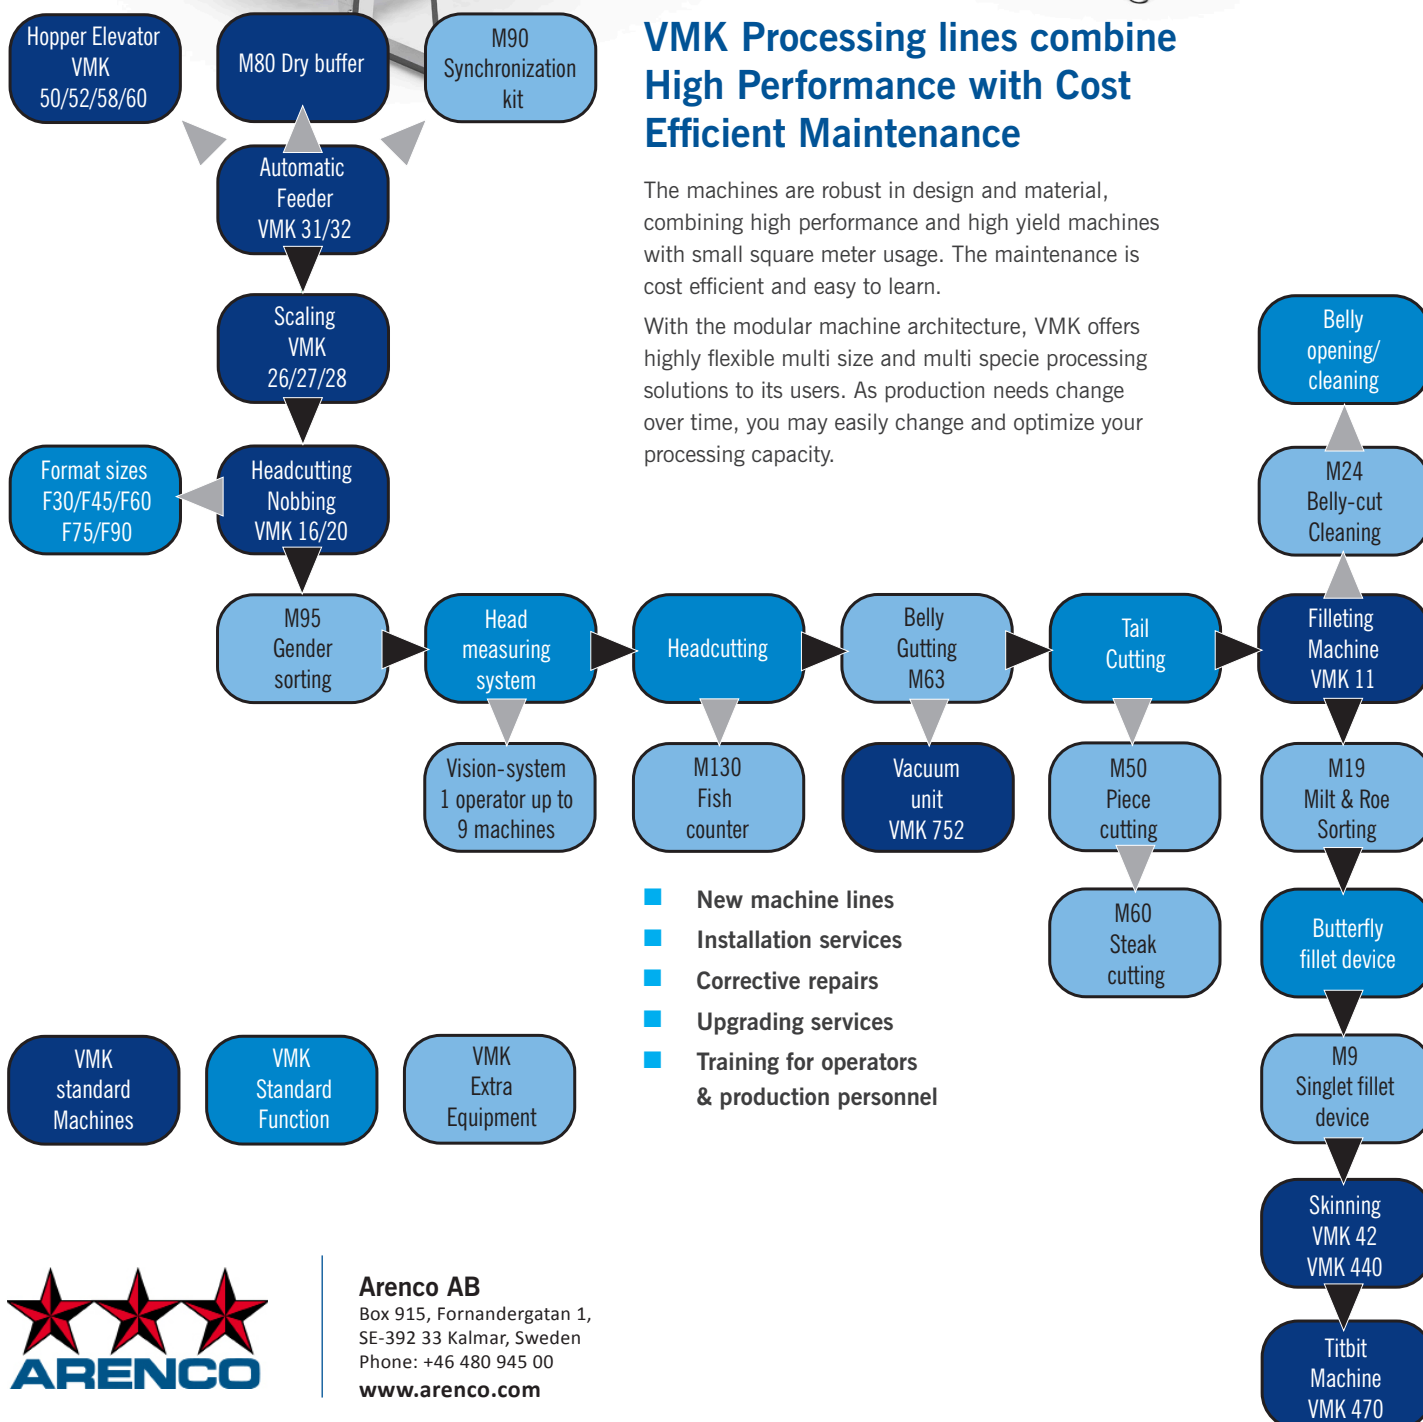 Hopper Elevator
VMK
50/52/58/60
M80 Dry buffer
M90
Synchronization
kit
VMK Processing lines combine
High Performance with Cost
Efficient Maintenance
The machines are robust in design and material,
combining high performance and high yield machines
with small square meter usage. The maintenance is
cost efficient and easy to learn.
With the modular machine architecture, VMK offers
highly flexible multi size and multi specie processing
solutions to its users. As production needs change
over time, you may easily change and optimize your
processing capacity.
Automatic
Feeder
VMK 31/32
Scaling
VMK
26/27/28
Format sizes
F30/F45/F60
F75/F90
Headcutting
Nobbing
VMK 16/20
Belly
opening/
cleaning
M24
Belly-cut
Cleaning
M95
Gender
sorting
Head
measuring
system
Headcutting
Belly
Gutting
M63
Tail
Cutting
Filleting
Machine
VMK 11
Vision-system
1 operator up to
9 machines
M130
Fish
counter
Vacuum
unit
VMK 752
M50
Piece
cutting
M19
Milt & Roe
Sorting
M60
Steak
cutting
Butterfly
fillet device
M9
Singlet fillet
device
Skinning
VMK 42
VMK 440
Titbit
Machine
VMK 470
New machine lines
Installation services
Corrective repairs
Upgrading services
Training for operators
& production personnel
VMK
standard
Machines
VMK
Standard
Function
VMK
Extra
Equipment
ARENCO
Arenco AB
Box 915, Fornandergatan 1,
SE-392 33 Kalmar, Sweden
Phone: +46 480 945 00
www.arenco.com